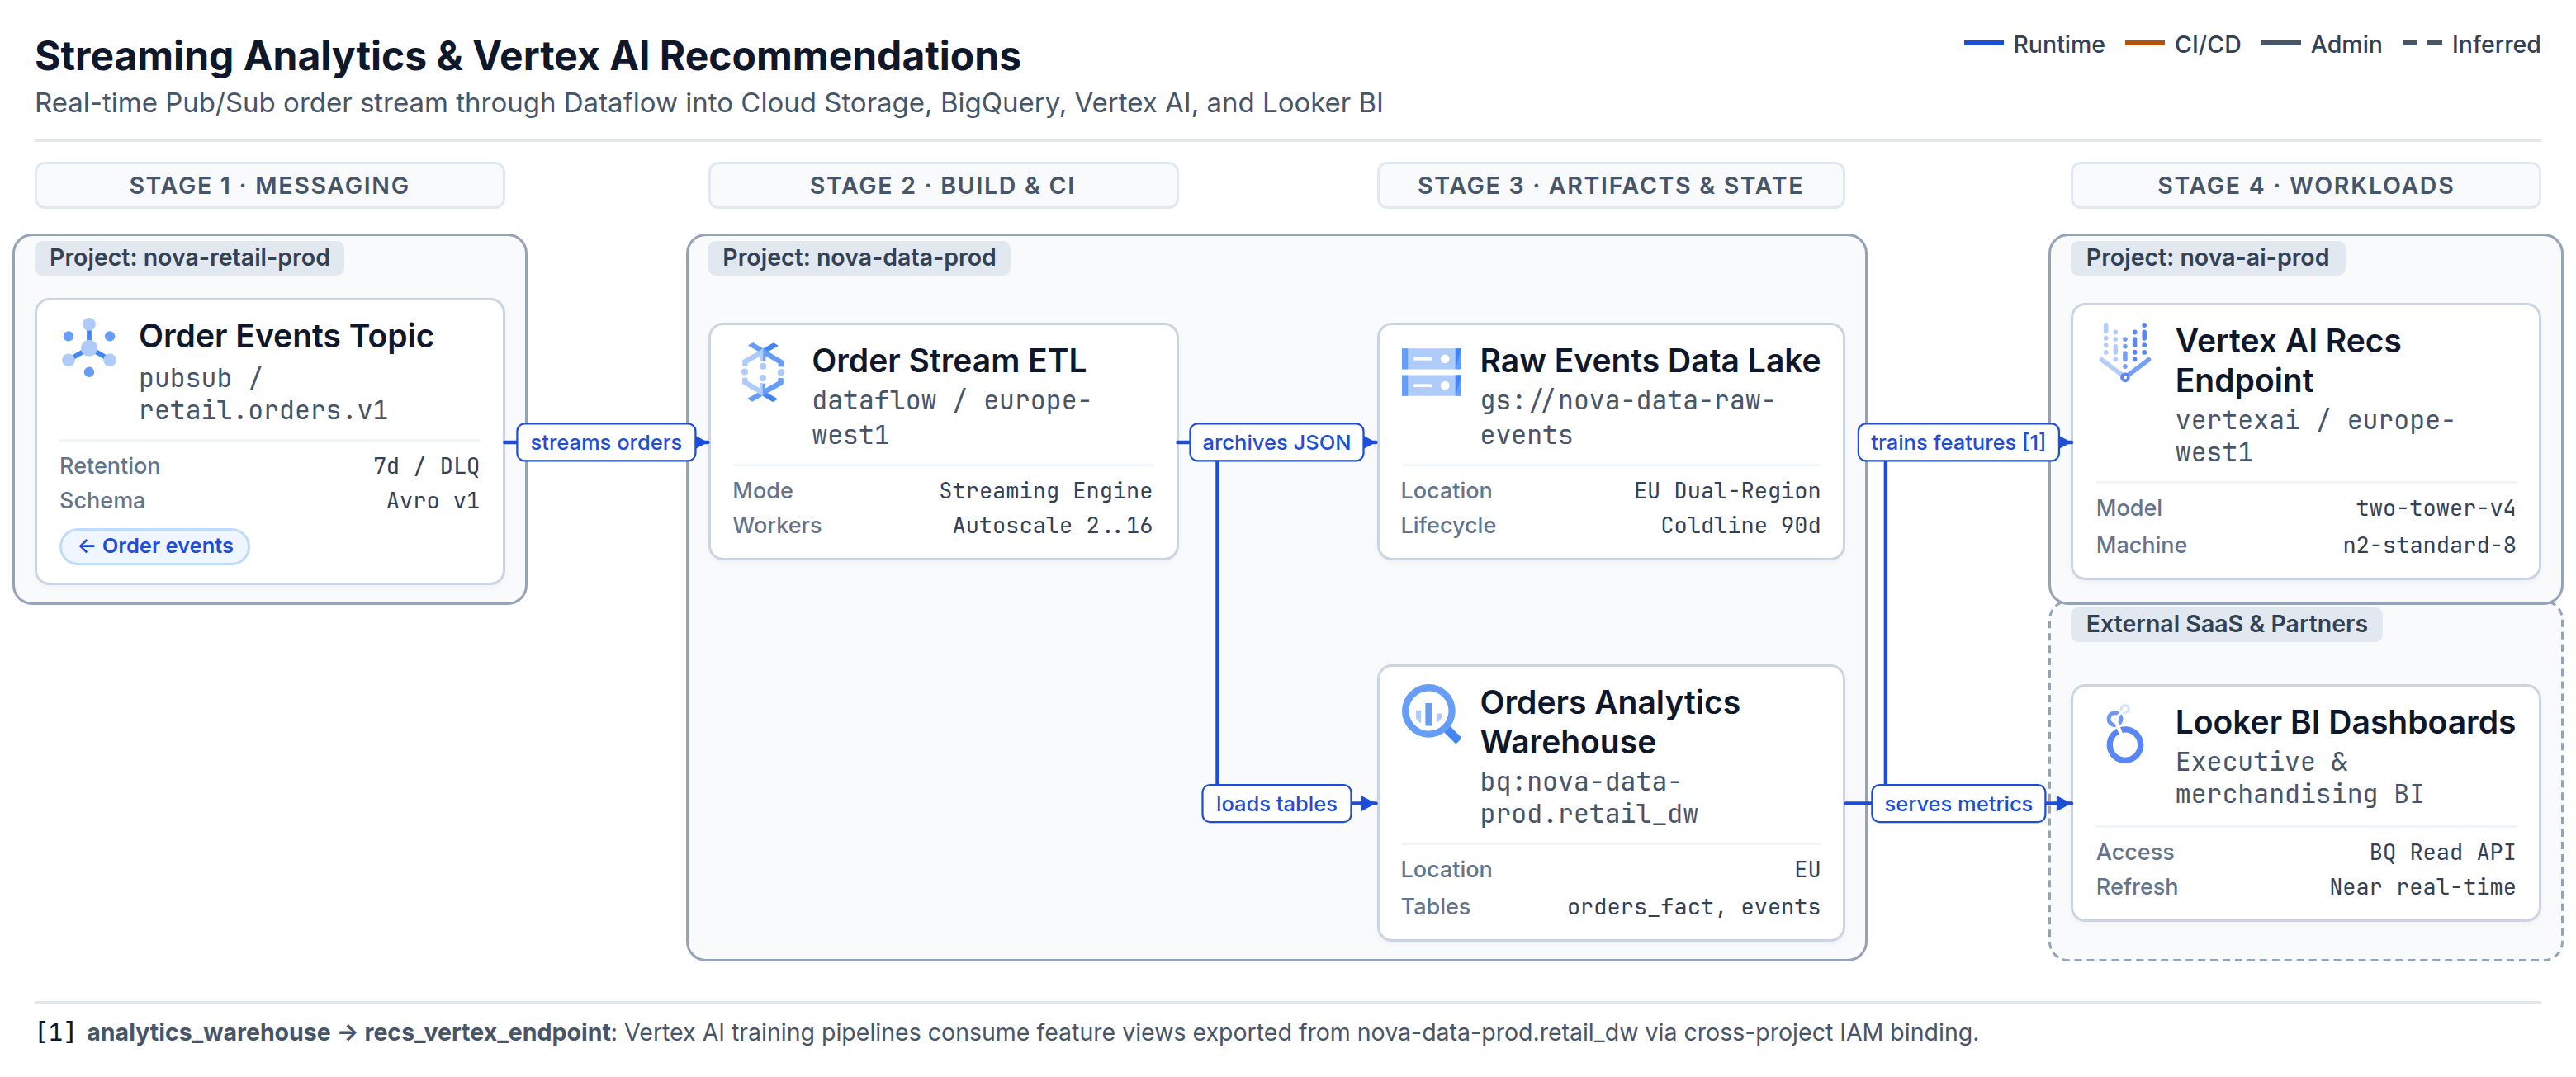 Streaming Analytics & Vertex AI Recommendations
Real-time Pub/Sub order stream through Dataflow into Cloud Storage, BigQuery, Vertex AI, and Looker BI
Runtime
CI/CD
Admin
Inferred
STAGE 1 · MESSAGING
STAGE 2 · BUILD & CI
STAGE 3 · ARTIFACTS & STATE
STAGE 4 · WORKLOADS
Project: nova-retail-prod
Order Events Topic
pubsub /
retail.orders.v1
Retention 7d / DLQ
Schema Avro v1
← Order events
streams orders
Project: nova-data-prod
Order Stream ETL
dataflow / europe-
west1
Mode Streaming Engine
Workers Autoscale 2..16
archives JSON
loads tables
Raw Events Data Lake
gs://nova-data-raw-
events
Location EU Dual-Region
Lifecycle Coldline 90d
Orders Analytics
Warehouse
bq:nova-data-
prod.retail_dw
Location EU
Tables orders_fact, events
trains features [1]
serves metrics
Project: nova-ai-prod
Vertex AI Recs
Endpoint
vertexai / europe-
west1
Model two-tower-v4
Machine n2-standard-8
External SaaS & Partners
Looker BI Dashboards
Executive &
merchandising BI
Access BQ Read API
Refresh Near real-time
[1] analytics_warehouse → recs_vertex_endpoint: Vertex AI training pipelines consume feature views exported from nova-data-prod.retail_dw via cross-project IAM binding.